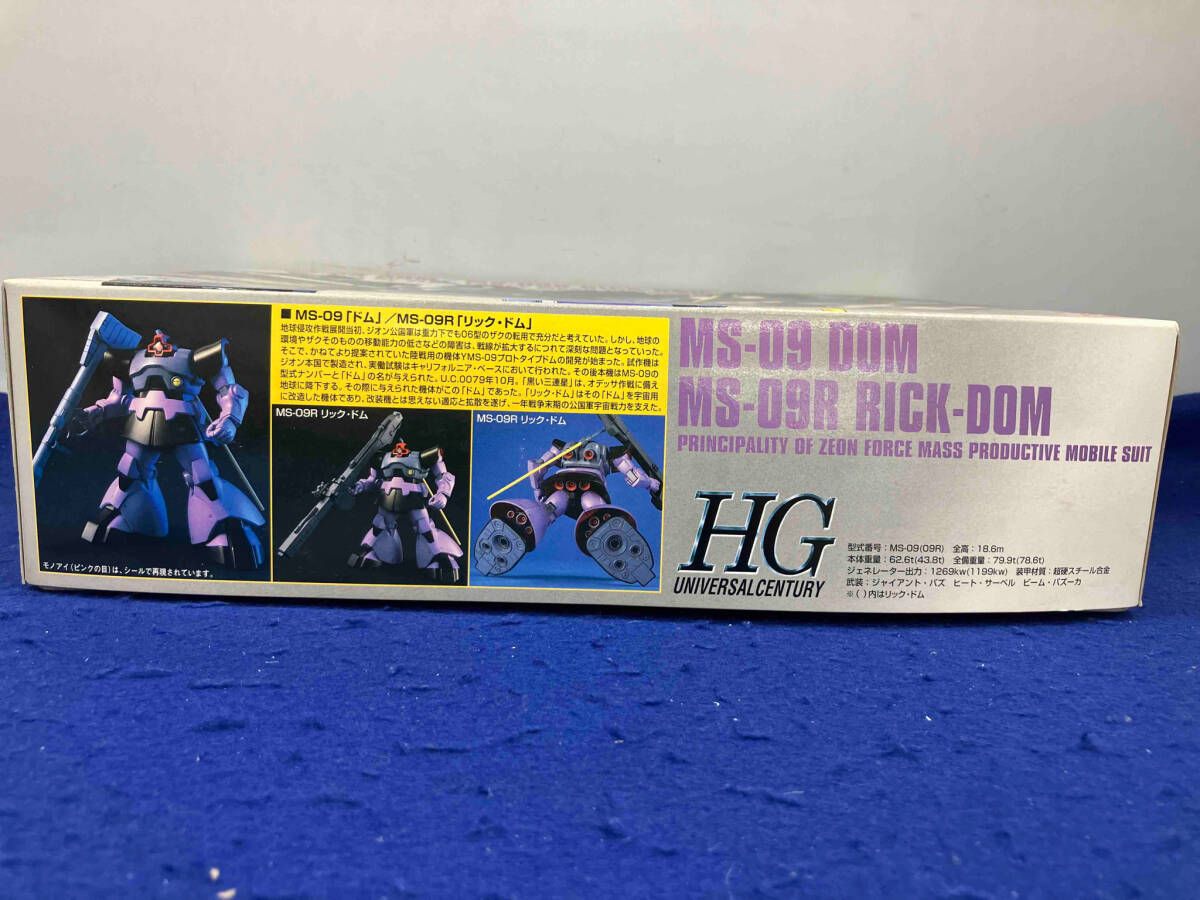 ■ MS-09「ドム」／MS-09R「リック・ドム」
地球侵攻作戦展開当初、ジオン公国軍は重力下でも06型のザクの転用で充分だと考えていた。しかし、地球の
環境やザクそのものの移動能力の低さなどの障害は、戦線が拡大するにつれて深刻な問題となっていった。
そこで、かねてより提案されていた陸戦用の機体YMS-09プロトタイプドムの開発が始まった。試作機は
ジオン本国で製造され、実働試験はキャリフォルニア・ベースにおいて行われた。その後本機はMS-09の
型式ナンバーと「ドム」の名が与えられた。U.C.0079年10月。「黒い三連星」は、オデッサ作戦に備え
地球に降下する。その際に与えられた機体がこの「ドム」であった。「リック・ドム」はその「ドム」を宇宙用
に改造した機体であり、改装機とは思えない適応と拡散を遂げ、一年戦争末期の公国軍宇宙戦力を支えた。
MS-09R リック・ドム
MS-09R リック・ドム
モノアイ(ピンクの目)は、シールで再現されています。
MS-09 DOM
MS-09R RICK-DOM
PRINCIPALITY OF ZEON FORCE MASS PRODUCTIVE MOBILE SUIT
HG
UNIVERSALCENTURY
型式番号：MS-09(09R) 全高：18.6m
本体重量：62.6t(43.8t) 全備重量：79.9t(78.6t)
ジェネレーター出力：1269kw(1199kw) 装甲材質：超硬スチール合金
武装：ジャイアント・バズ ヒート・サーベル ビーム・バズーカ
※( )内はリック・ドム